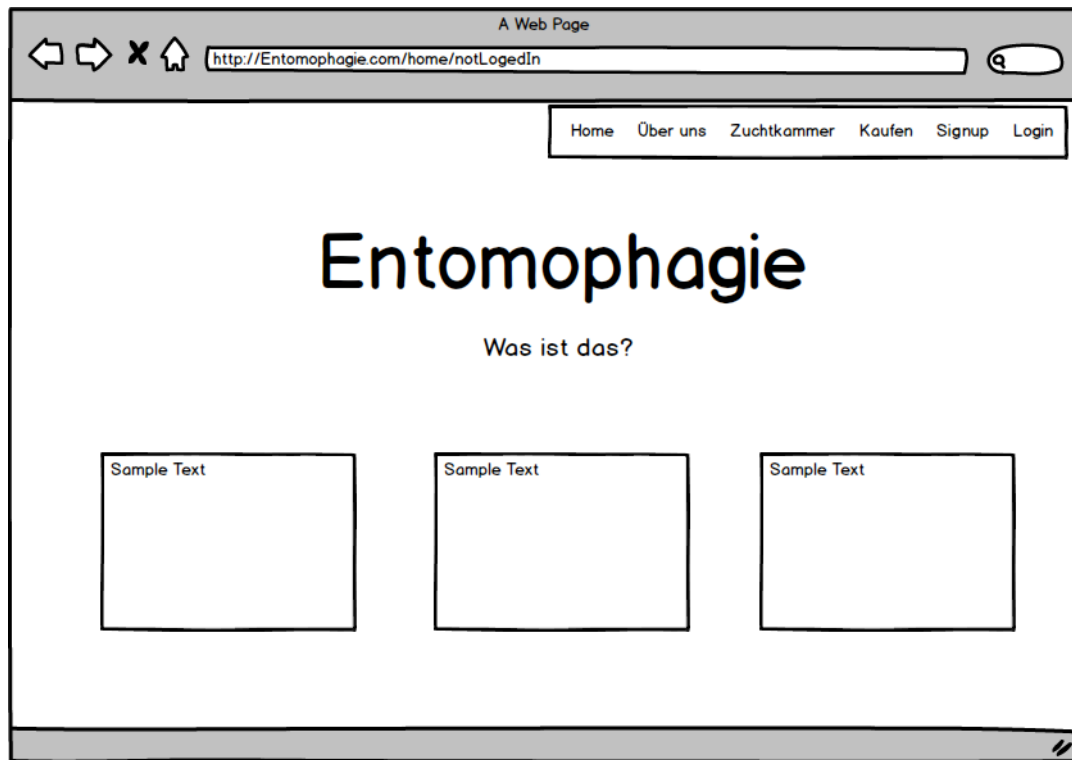 A Web Page
http://Entomophagie.com/home/notLogedIn
Home Über uns Zuchtkammer Kaufen Signup Login
Entomophagie
Was ist das?
Sample Text Sample Text Sample Text